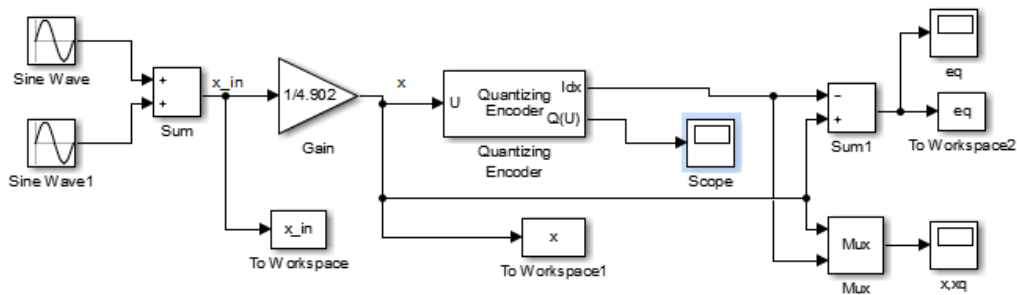 +
+
Sine Wave
Sine Wave1
Sum
x_in
1/4.902
Gain
x
U
Quantizing
Encoder
Idx
Q(U)
Quantizing
Encoder
Scope
−
+
Sum1
eq
eq
To Workspace2
x_in
To Workspace
x
To Workspace1
Mux
Mux
x,xq